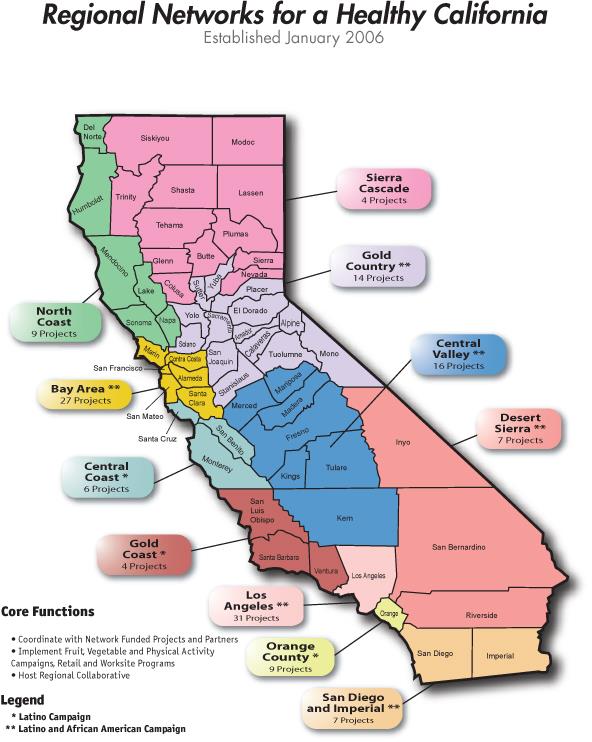 Regional Networks for a Healthy California
Established January 2006
Del
Norte
Siskiyou
Modoc
Humboldt
Trinity
Shasta
Lassen
Sierra
Cascade
4 Projects
Tehama
Plumas
Mendocino
Glenn
Butte
Sierra
Nevada
Gold
Country **
14 Projects
Lake
Colusa
Sutter
Yuba
Placer
North
Coast
9 Projects
Sonoma
Napa
Yolo
Sacramento
El Dorado
Alpine
Solano
Amador
Calaveras
Marin
Contra Costa
San
Joaquin
Tuolumne
Mono
Central
Valley **
16 Projects
San Francisco
Alameda
Stanislaus
Mariposa
Bay Area **
27 Projects
Santa
Clara
Merced
Madera
San Mateo
Santa Cruz
San Benito
Fresno
Inyo
Desert
Sierra **
7 Projects
Central
Coast *
6 Projects
Monterey
Kings
Tulare
San
Luis
Obispo
Kern
San Bernardino
Gold
Coast *
4 Projects
Santa Barbara
Ventura
Los Angeles
Los
Angeles **
31 Projects
Orange
Riverside
Orange
County *
9 Projects
San Diego
Imperial
San Diego
and Imperial **
7 Projects
Core Functions
• Coordinate with Network Funded Projects and Partners
• Implement Fruit, Vegetable and Physical Activity
Campaigns, Retail and Worksite Programs
• Host Regional Collaborative
Legend
* Latino Campaign
** Latino and African American Campaign